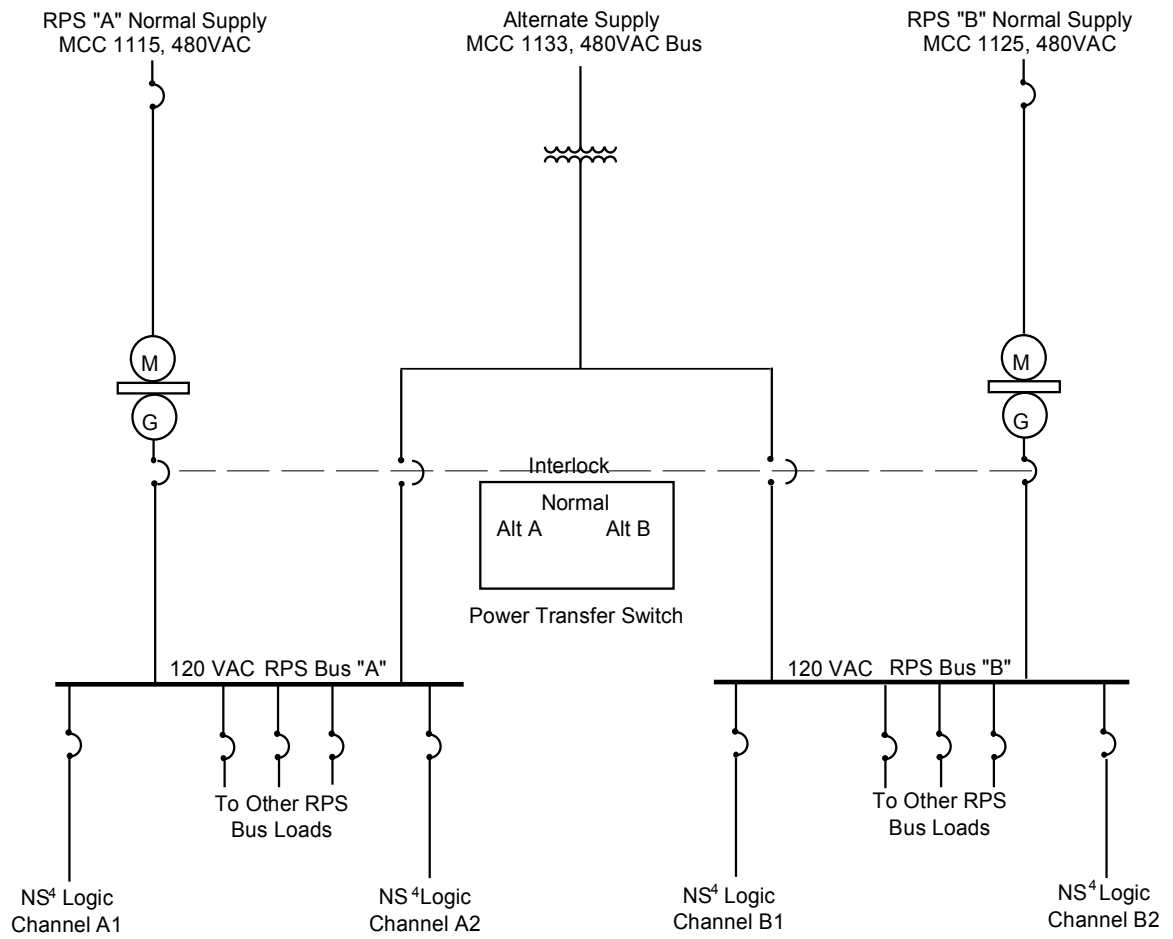 RPS "A" Normal Supply
MCC 1115, 480VAC
Alternate Supply
MCC 1133, 480VAC Bus
RPS "B" Normal Supply
MCC 1125, 480VAC
M
G
M
G
Interlock
Normal
Alt A Alt B
Power Transfer Switch
120 VAC RPS Bus "A"
120 VAC RPS Bus "B"
To Other RPS
Bus Loads
To Other RPS
Bus Loads
NS⁴ Logic
Channel A1
NS⁴ Logic
Channel A2
NS⁴ Logic
Channel B1
NS⁴ Logic
Channel B2